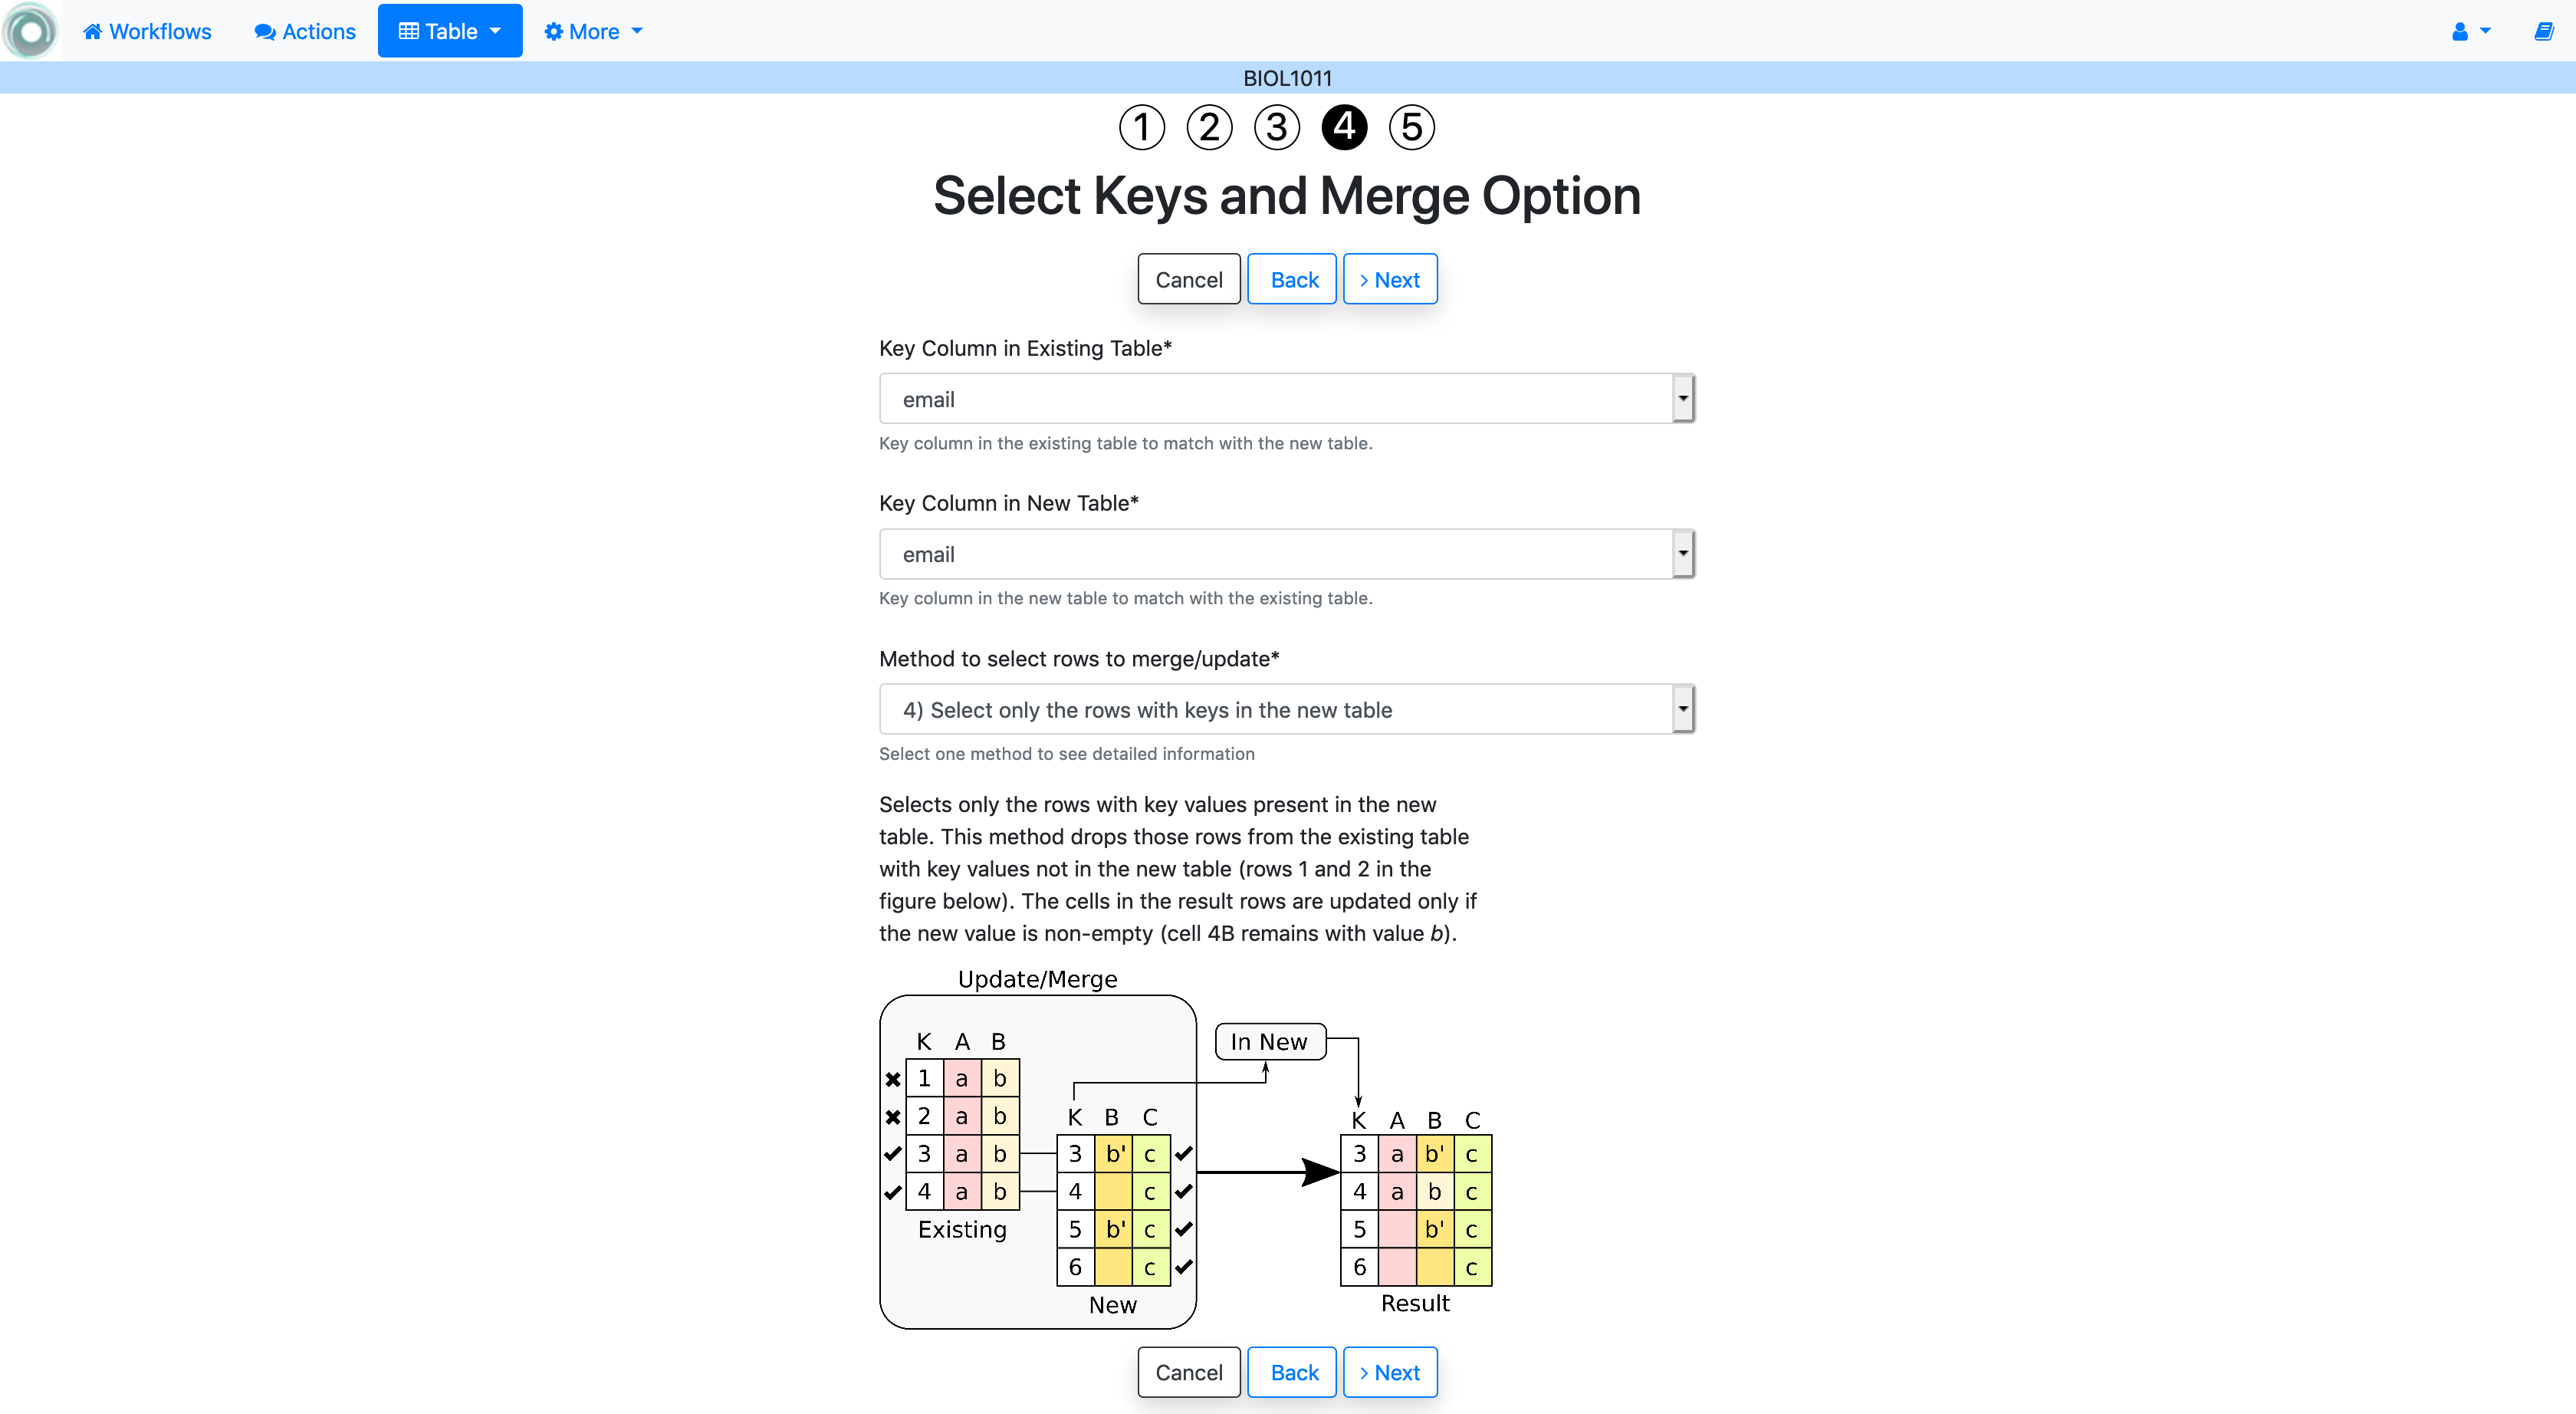 Workflows Actions Table More
BIOL1011
1 2 3 4 5
Select Keys and Merge Option
Cancel Back > Next
Key Column in Existing Table*
email
Key column in the existing table to match with the new table.
Key Column in New Table*
email
Key column in the new table to match with the existing table.
Method to select rows to merge/update*
4) Select only the rows with keys in the new table
Select one method to see detailed information
Selects only the rows with key values present in the new
table. This method drops those rows from the existing table
with key values not in the new table (rows 1 and 2 in the
figure below). The cells in the result rows are updated only if
the new value is non-empty (cell 4B remains with value b).
Update/Merge
K A B
1 a b
2 a b
3 a b
4 a b
Existing
K B C
3 b' c
4 c
5 b' c
6 c
New
In New
K A B C
3 a b' c
4 a b c
5 b' c
6 c
Result
Cancel Back > Next